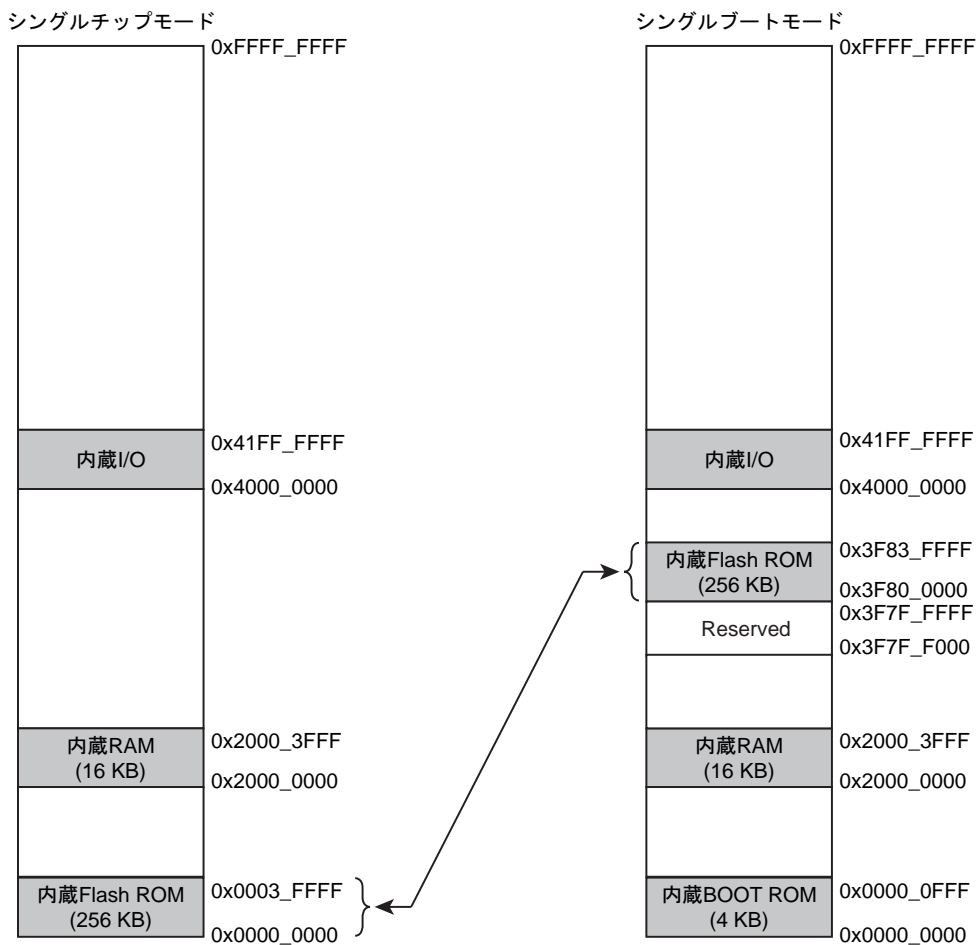 シングルチップモード
0xFFFF_FFFF
内蔵I/O
0x41FF_FFFF
0x4000_0000
内蔵RAM
(16 KB)
0x2000_3FFF
0x2000_0000
内蔵Flash ROM
(256 KB)
0x0003_FFFF
0x0000_0000
シングルブートモード
0xFFFF_FFFF
内蔵I/O
0x41FF_FFFF
0x4000_0000
内蔵Flash ROM
(256 KB)
0x3F83_FFFF
0x3F80_0000
Reserved
0x3F7F_FFFF
0x3F7F_F000
内蔵RAM
(16 KB)
0x2000_3FFF
0x2000_0000
内蔵BOOT ROM
(4 KB)
0x0000_0FFF
0x0000_0000